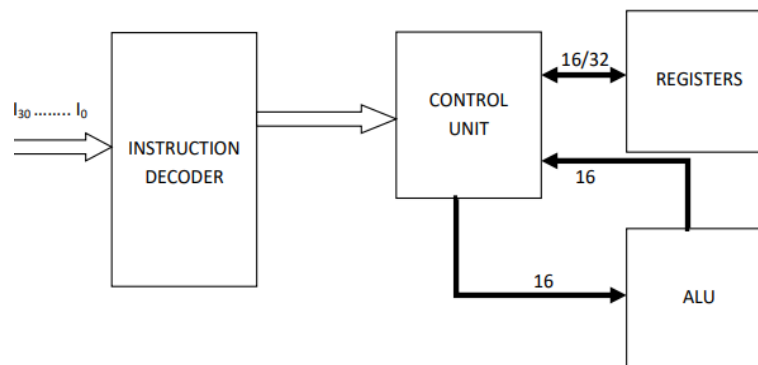 I30 ........ I0
INSTRUCTION
DECODER
CONTROL
UNIT
16/32
REGISTERS
16
16
ALU